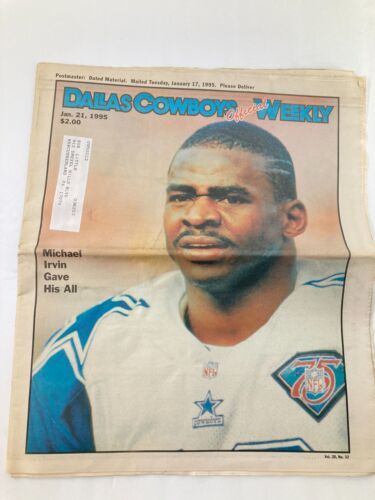 Postmaster: Dated Material. Mailed Tuesday, January 17, 1995. Please Deliver
DALLAS COWBOYS Official WEEKLY
Jan. 21, 1995
$2.00
Michael
Irvin
Gave
His All
NFL
75
NFL
COWBOYS
Vol. 20, No. 32